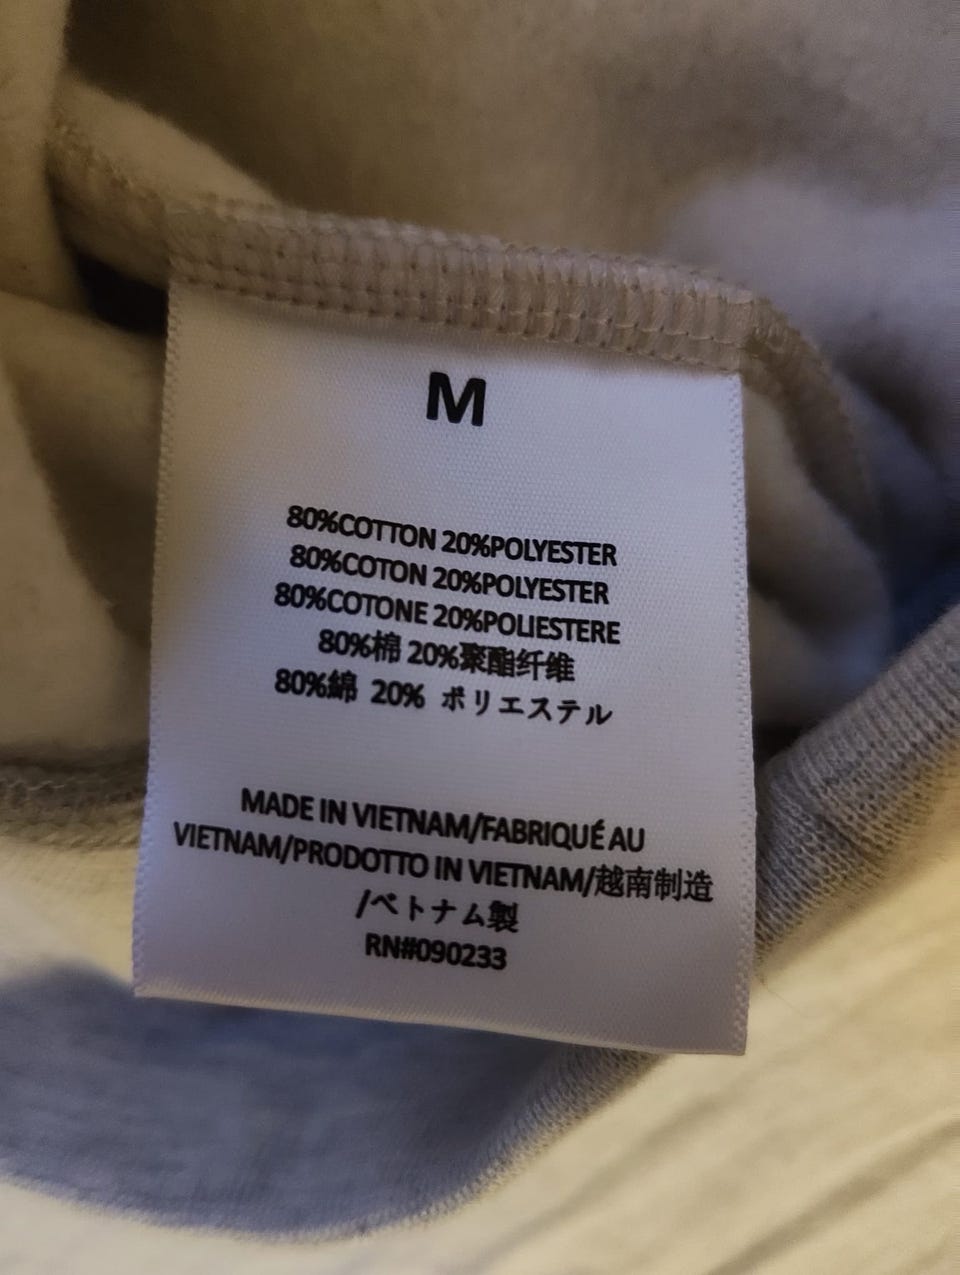 M
80%COTTON 20%POLYESTER
80%COTON 20%POLYESTER
80%COTONE 20%POLIESTERE
80%棉 20%聚酯纤维
80%綿 20% ポリエステル
MADE IN VIETNAM/FABRIQUÉ AU
VIETNAM/PRODOTTO IN VIETNAM/越南制造
/ベトナム製
RN#090233